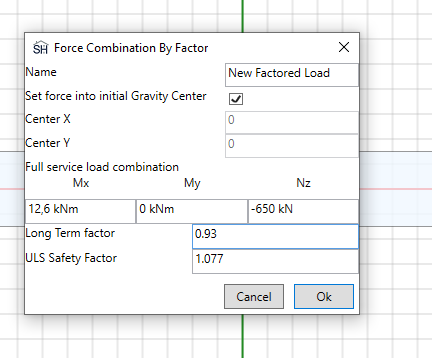 SH Force Combination By Factor
Name New Factored Load
Set force into initial Gravity Center
Center X 0
Center Y 0
Full service load combination
Mx My Nz
12,6 kNm 0 kNm -650 kN
Long Term factor 0.93
ULS Safety Factor 1.077
Cancel Ok